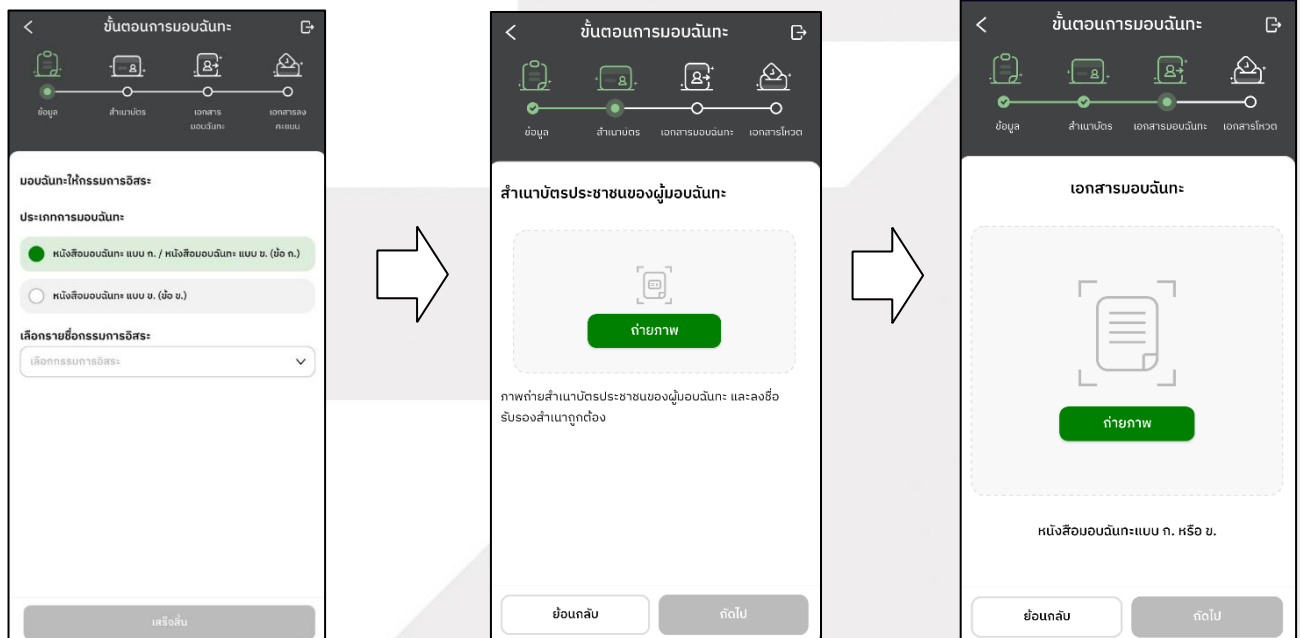 ขั้นตอนการมอบฉันทะ
ข้อมูล
สำเนาบัตร
เอกสาร
มอบฉันทะ
เอกสารลง
คะแนน
มอบฉันทะให้กรรมการอิสระ
ประเภทการมอบฉันทะ
หนังสือมอบฉันทะ แบบ ก. / หนังสือมอบฉันทะ แบบ ข. (ข้อ ก.)
หนังสือมอบฉันทะ แบบ ข. (ข้อ ข.)
เลือกรายชื่อกรรมการอิสระ
เลือกกรรมการอิสระ
เสร็จสิ้น
ขั้นตอนการมอบฉันทะ
ข้อมูล
สำเนาบัตร
เอกสารมอบฉันทะ
เอกสารโหวต
สำเนาบัตรประชาชนของผู้มอบฉันทะ
ถ่ายภาพ
ภาพถ่ายสำเนาบัตรประชาชนของผู้มอบฉันทะ และลงชื่อ
รับรองสำเนาถูกต้อง
ย้อนกลับ
ถัดไป
ขั้นตอนการมอบฉันทะ
ข้อมูล
สำเนาบัตร
เอกสารมอบฉันทะ
เอกสารโหวต
เอกสารมอบฉันทะ
ถ่ายภาพ
หนังสือมอบฉันทะแบบ ก. หรือ ข.
ย้อนกลับ
ถัดไป